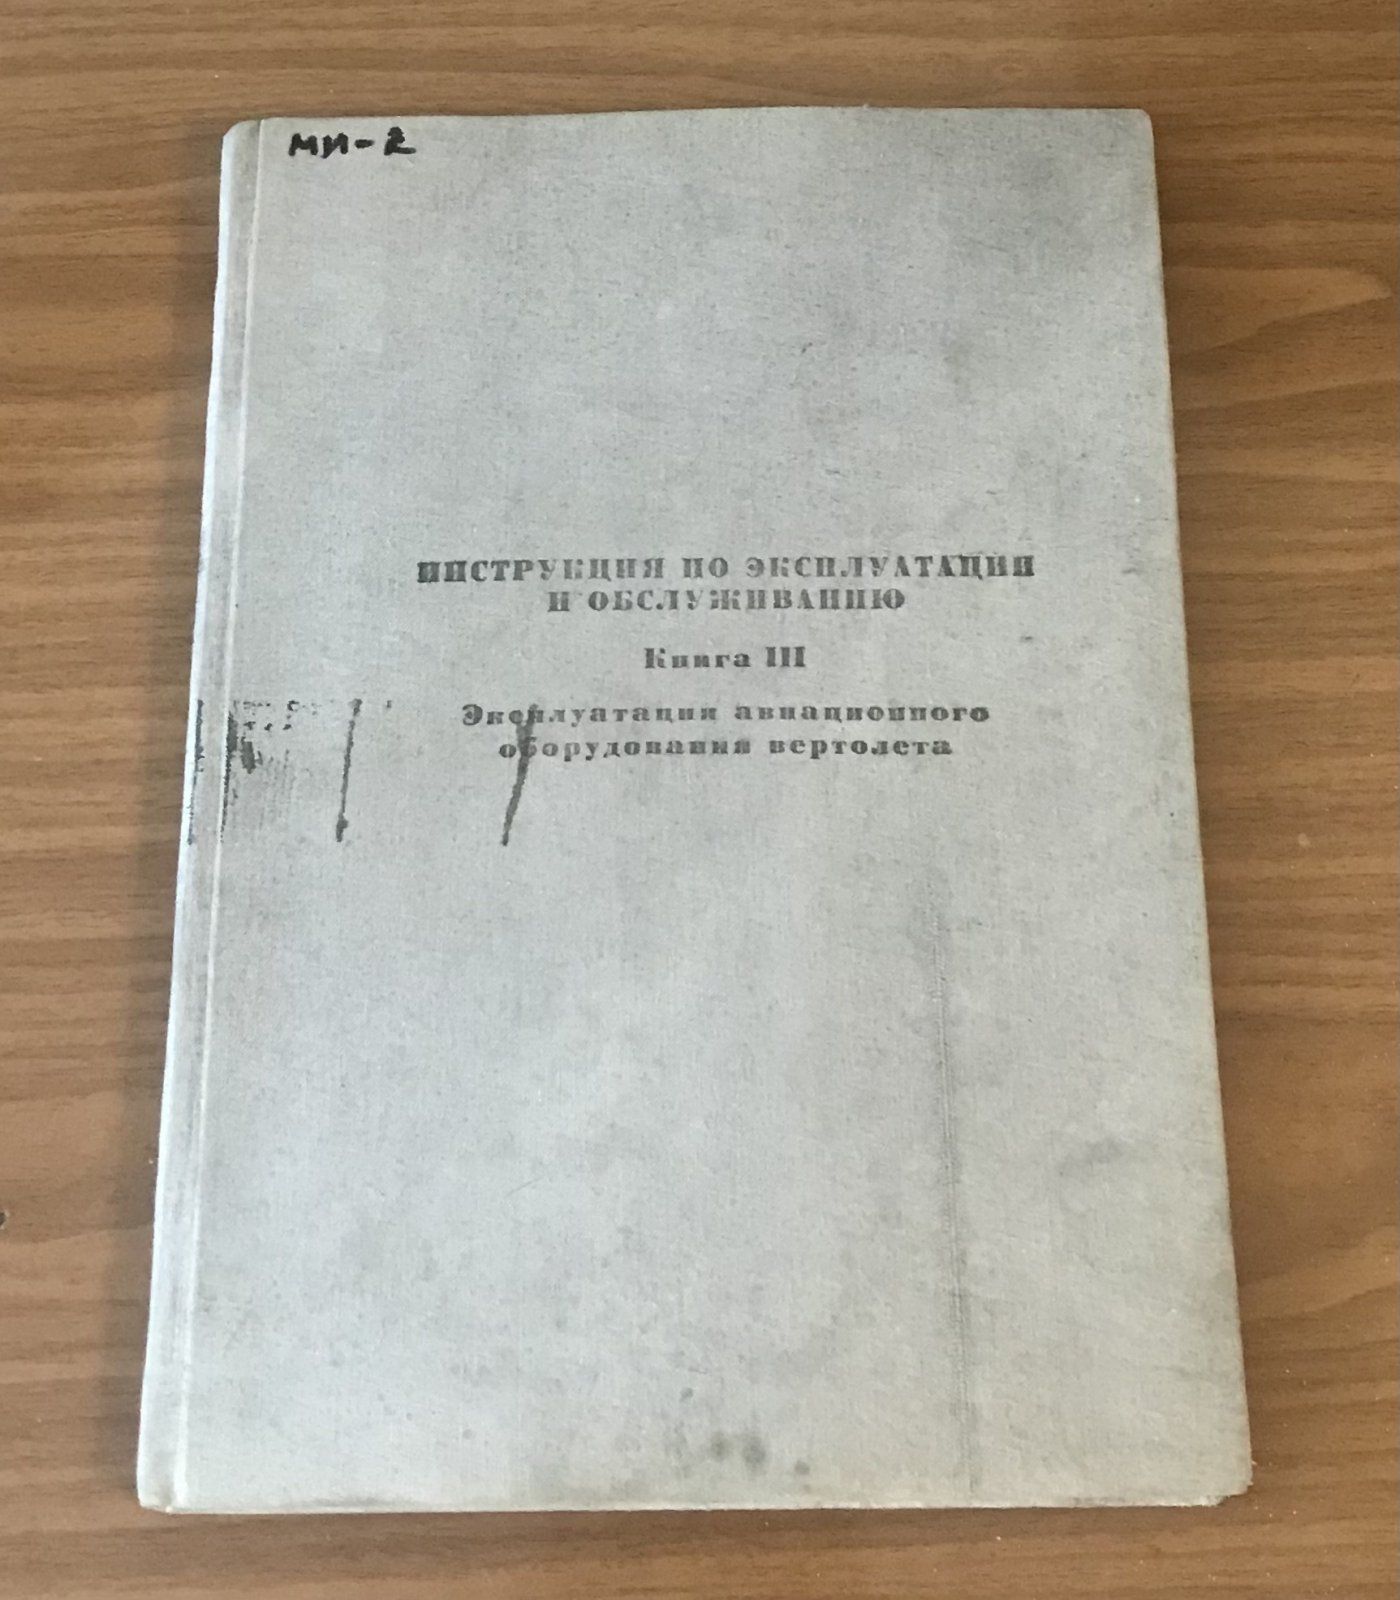 МИ-2
ИНСТРУКЦИЯ ПО ЭКСПЛУАТАЦИИ
И ОБСЛУЖИВАНИЮ
Книга III
Эксплуатация авиационного
оборудования вертолета